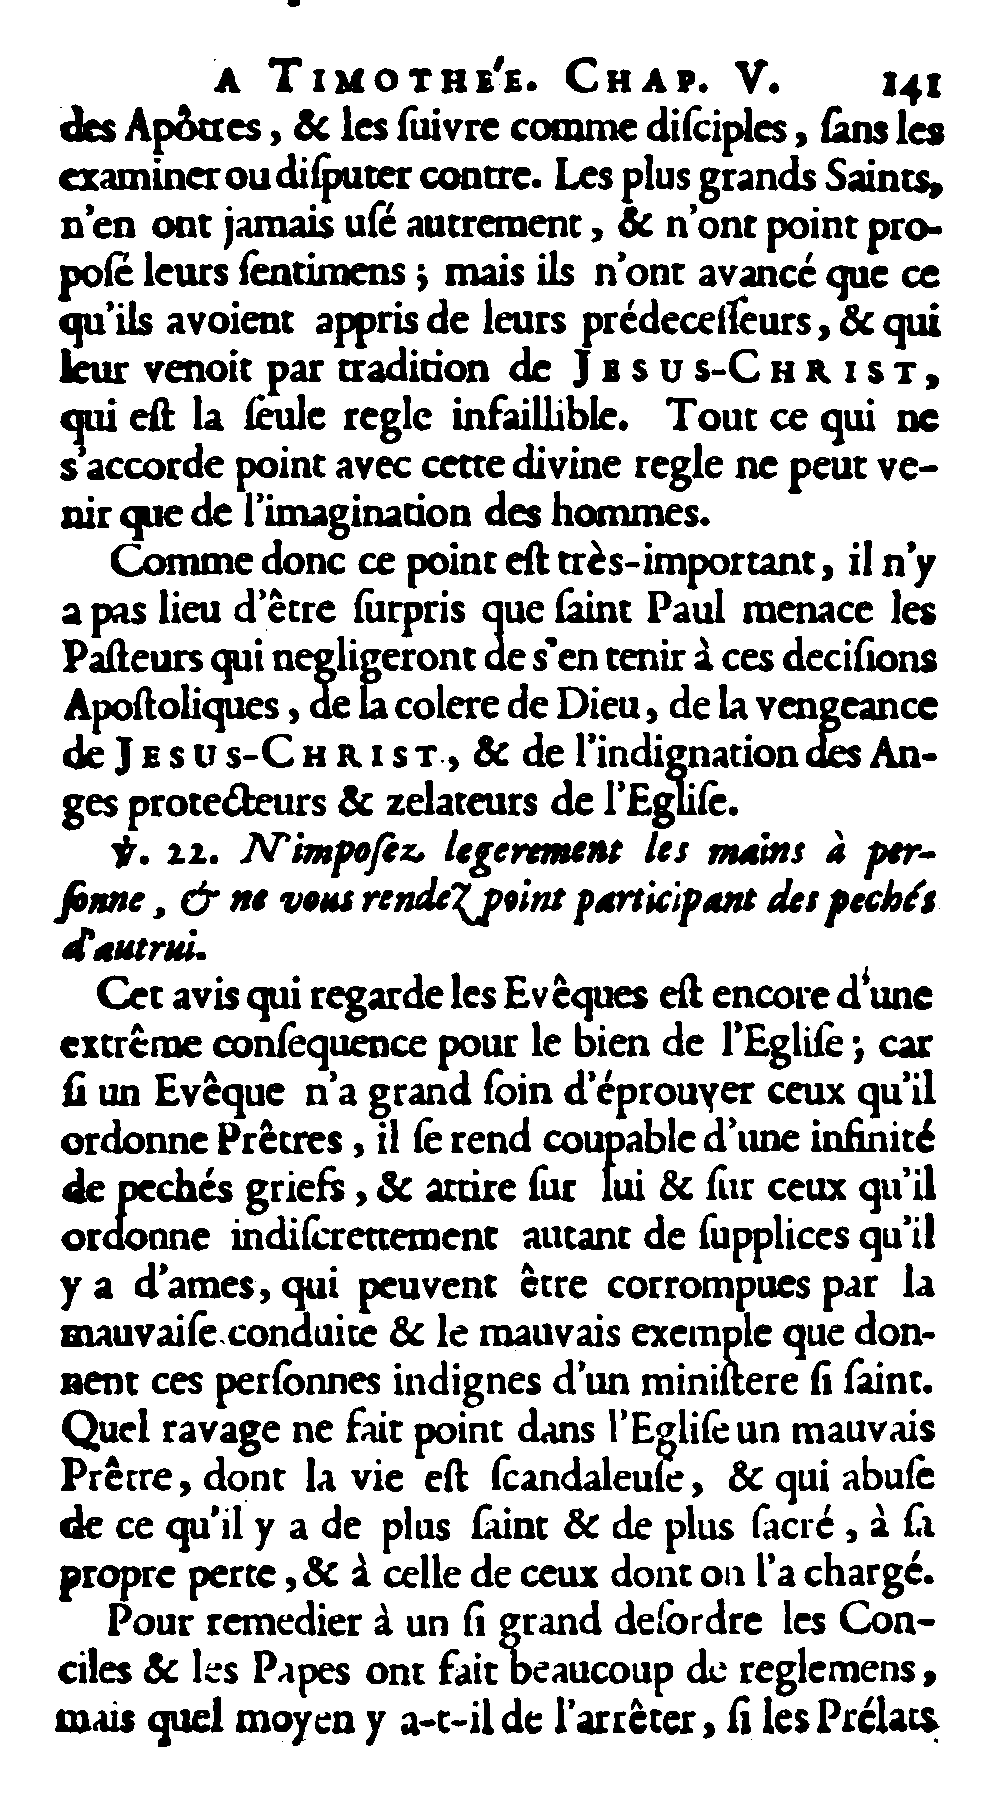 A TIMOTHE'E. CHAP. V. 141
des Apôtres, & les ſuivre comme diſciples, ſans les
examiner ou diſputer contre. Les plus grands Saints,
n'en ont jamais uſé autrement, & n'ont point pro-
poſé leurs ſentimens ; mais ils n'ont avancé que ce
qu'ils avoient appris de leurs prédeceſſeurs, & qui
leur venoit par tradition de JESUS-CHRIST,
qui eſt la ſeule regle infaillible. Tout ce qui ne
s'accorde point avec cette divine regle ne peut ve-
nir que de l'imagination des hommes.
Comme donc ce point eſt très-important, il n'y
a pas lieu d'être ſurpris que ſaint Paul menace les
Paſteurs qui negligeront de s'en tenir à ces deciſions
Apoſtoliques, de la colere de Dieu, de la vengeance
de JESUS-CHRIST, & de l'indignation des An-
ges protecteurs & zelateurs de l'Egliſe.
℣. 22. N'impoſez legerement les mains à per-
ſonne, & ne vous rendez point participant des pechés
d'autrui.
Cet avis qui regarde les Evêques eſt encore d'une
extrême conſequence pour le bien de l'Egliſe ; car
ſi un Evêque n'a grand ſoin d'éprouver ceux qu'il
ordonne Prêtres, il ſe rend coupable d'une infinité
de pechés griefs, & attire ſur lui & ſur ceux qu'il
ordonne indiſcrettement autant de ſupplices qu'il
y a d'ames, qui peuvent être corrompues par la
mauvaiſe conduite & le mauvais exemple que don-
nent ces perſonnes indignes d'un miniſtere ſi ſaint.
Quel ravage ne fait point dans l'Egliſe un mauvais
Prêtre, dont la vie eſt ſcandaleuſe, & qui abuſe
de ce qu'il y a de plus ſaint & de plus ſacré, à ſa
propre perte, & à celle de ceux dont on l'a chargé.
Pour remedier à un ſi grand deſordre les Con-
ciles & les Papes ont fait beaucoup de reglemens,
mais quel moyen y a-t-il de l'arrêter, ſi les Prélats